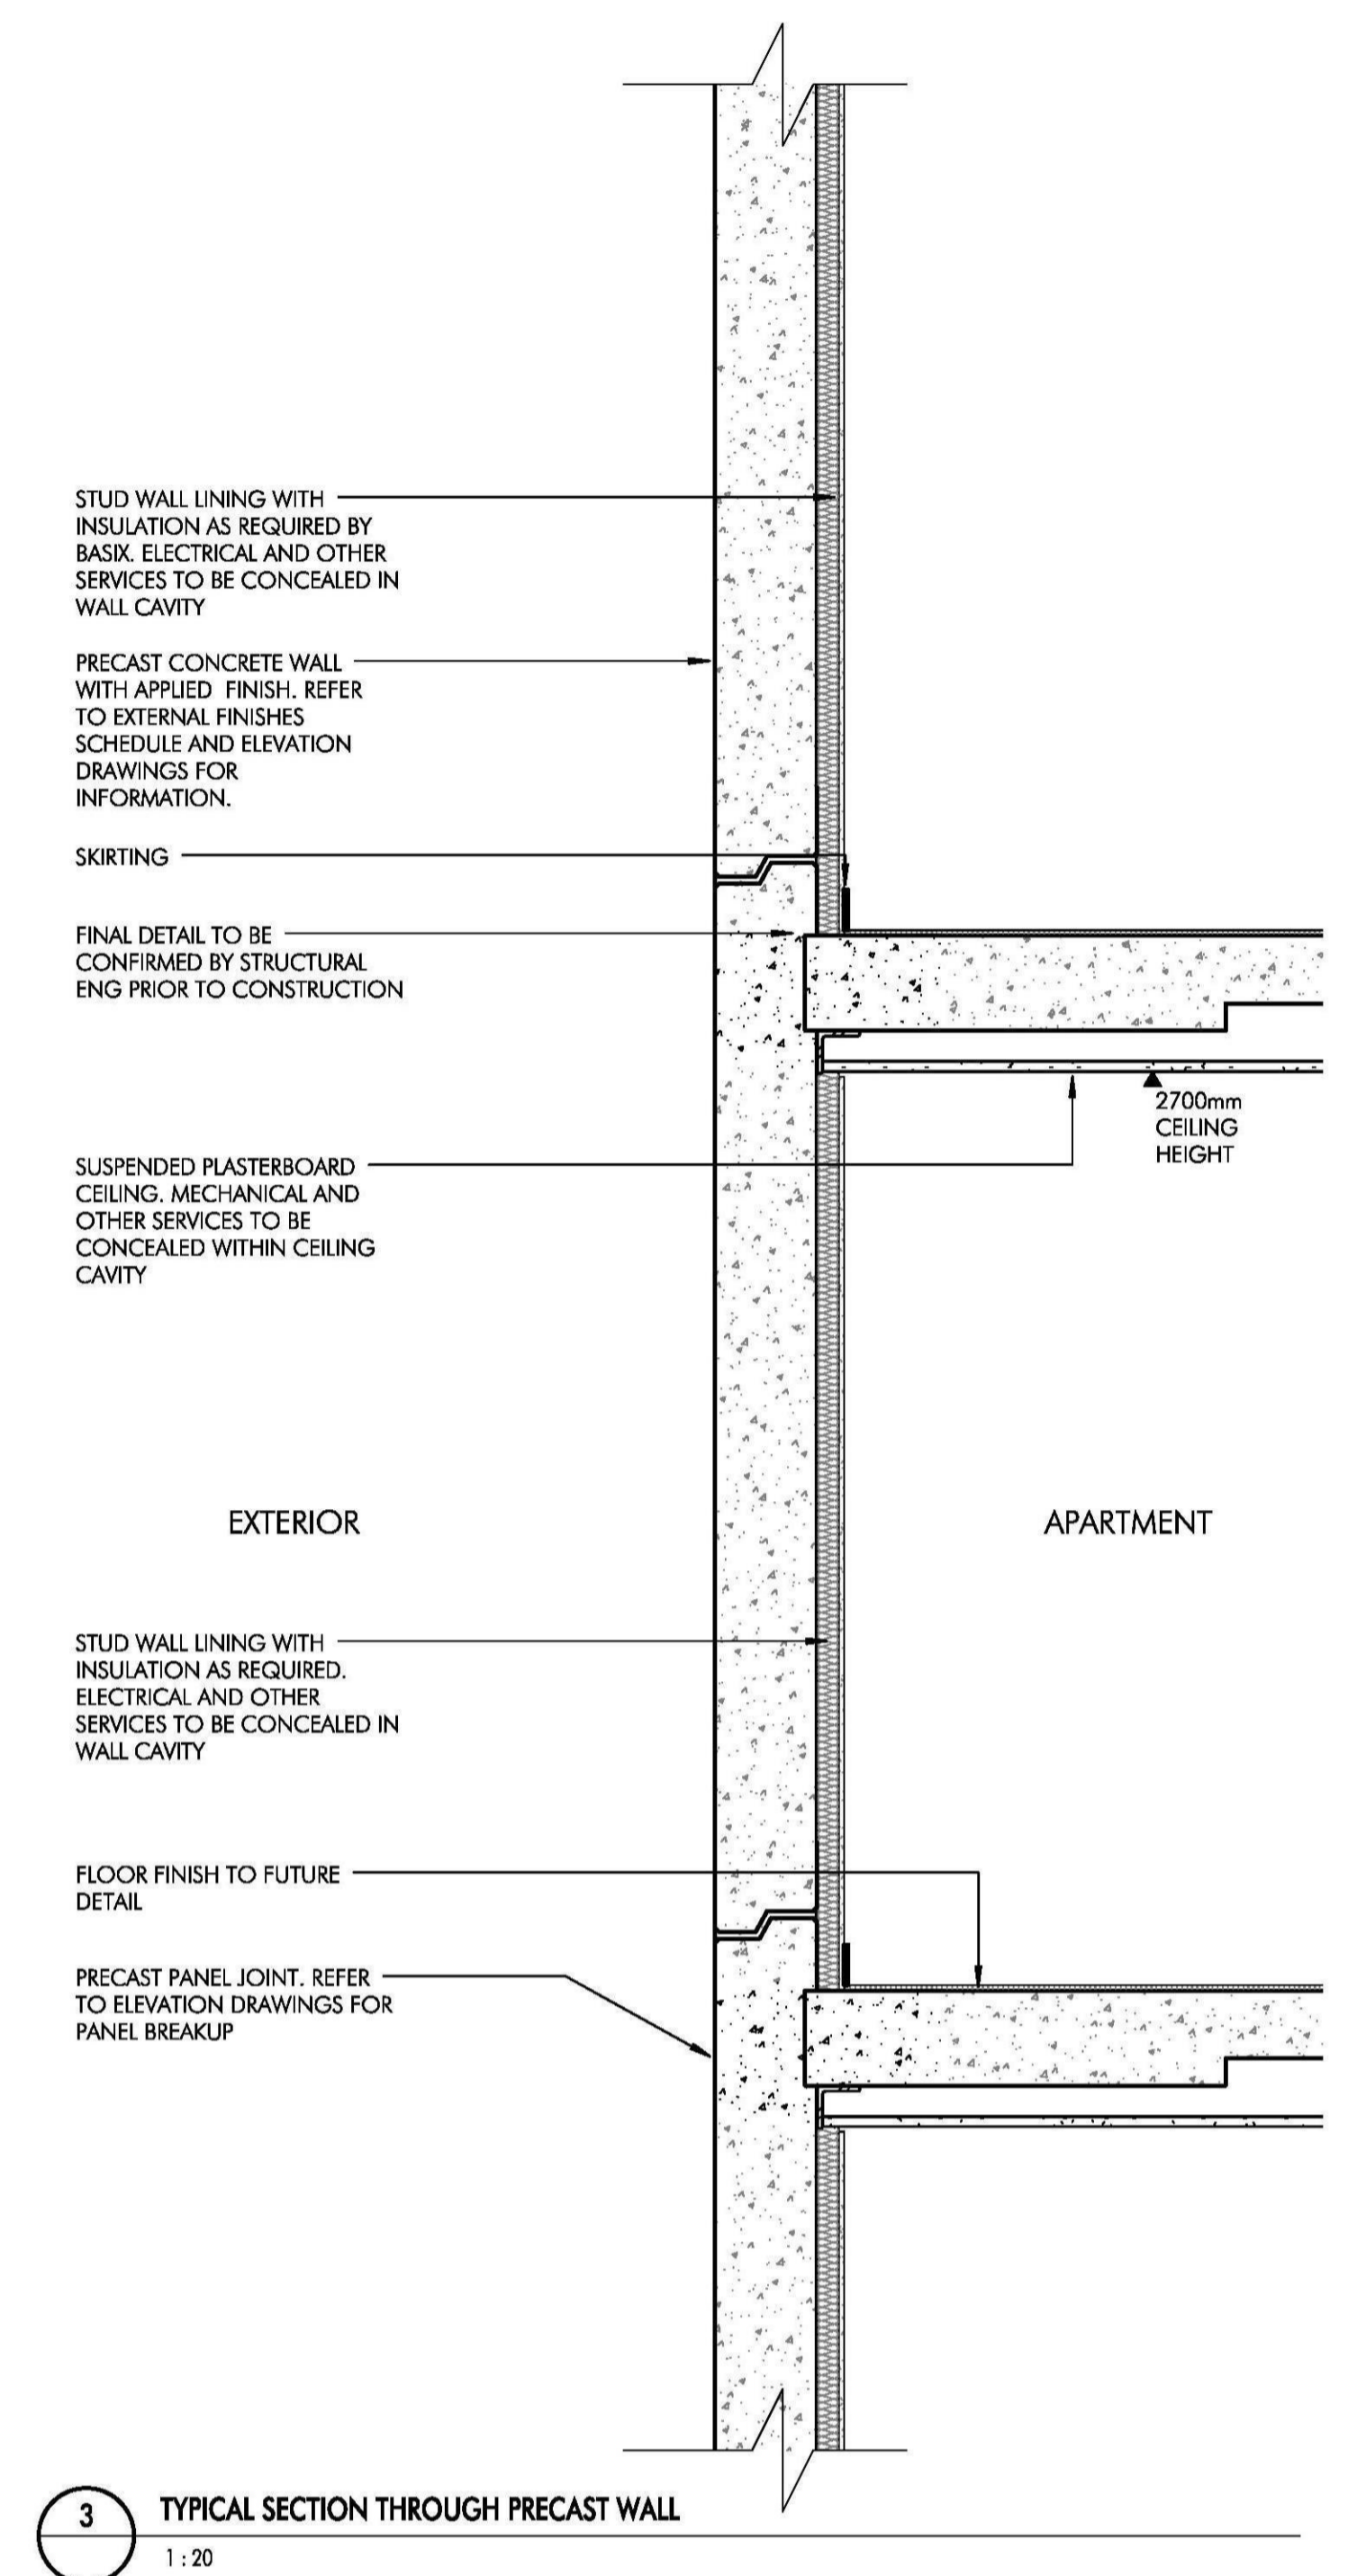 STUD WALL LINING WITH
INSULATION AS REQUIRED BY
BASIX. ELECTRICAL AND OTHER
SERVICES TO BE CONCEALED IN
WALL CAVITY
PRECAST CONCRETE WALL
WITH APPLIED FINISH. REFER
TO EXTERNAL FINISHES
SCHEDULE AND ELEVATION
DRAWINGS FOR
INFORMATION.
SKIRTING
FINAL DETAIL TO BE
CONFIRMED BY STRUCTURAL
ENG PRIOR TO CONSTRUCTION
2700mm
CEILING
HEIGHT
SUSPENDED PLASTERBOARD
CEILING. MECHANICAL AND
OTHER SERVICES TO BE
CONCEALED WITHIN CEILING
CAVITY
EXTERIOR
APARTMENT
STUD WALL LINING WITH
INSULATION AS REQUIRED.
ELECTRICAL AND OTHER
SERVICES TO BE CONCEALED IN
WALL CAVITY
FLOOR FINISH TO FUTURE
DETAIL
PRECAST PANEL JOINT. REFER
TO ELEVATION DRAWINGS FOR
PANEL BREAKUP
3
TYPICAL SECTION THROUGH PRECAST WALL
1 : 20